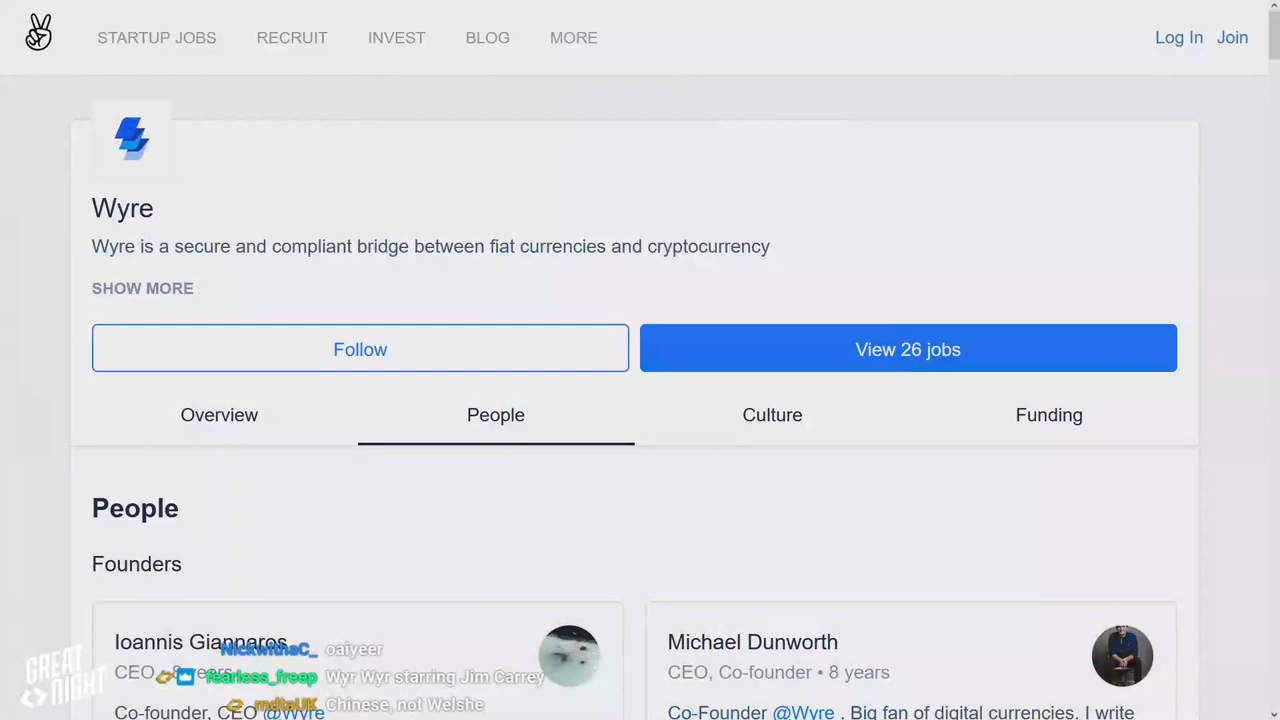 STARTUP JOBS RECRUIT INVEST BLOG MORE Log In Join
Wyre
Wyre is a secure and compliant bridge between fiat currencies and cryptocurrency
SHOW MORE
Follow View 26 jobs
Overview People Culture Funding
People
Founders
Ioannis Giannaros Michael Dunworth
CEO, 8 years CEO, Co-founder • 8 years
Co-founder, CEO @Wyre Co-Founder @Wyre . Big fan of digital currencies. I write
NickwithaC_ oaiyeer
fearless_freep Wyr Wyr starring Jim Carrey
mdtaUK Chinese, not Welshe
GREAT
NIGHT